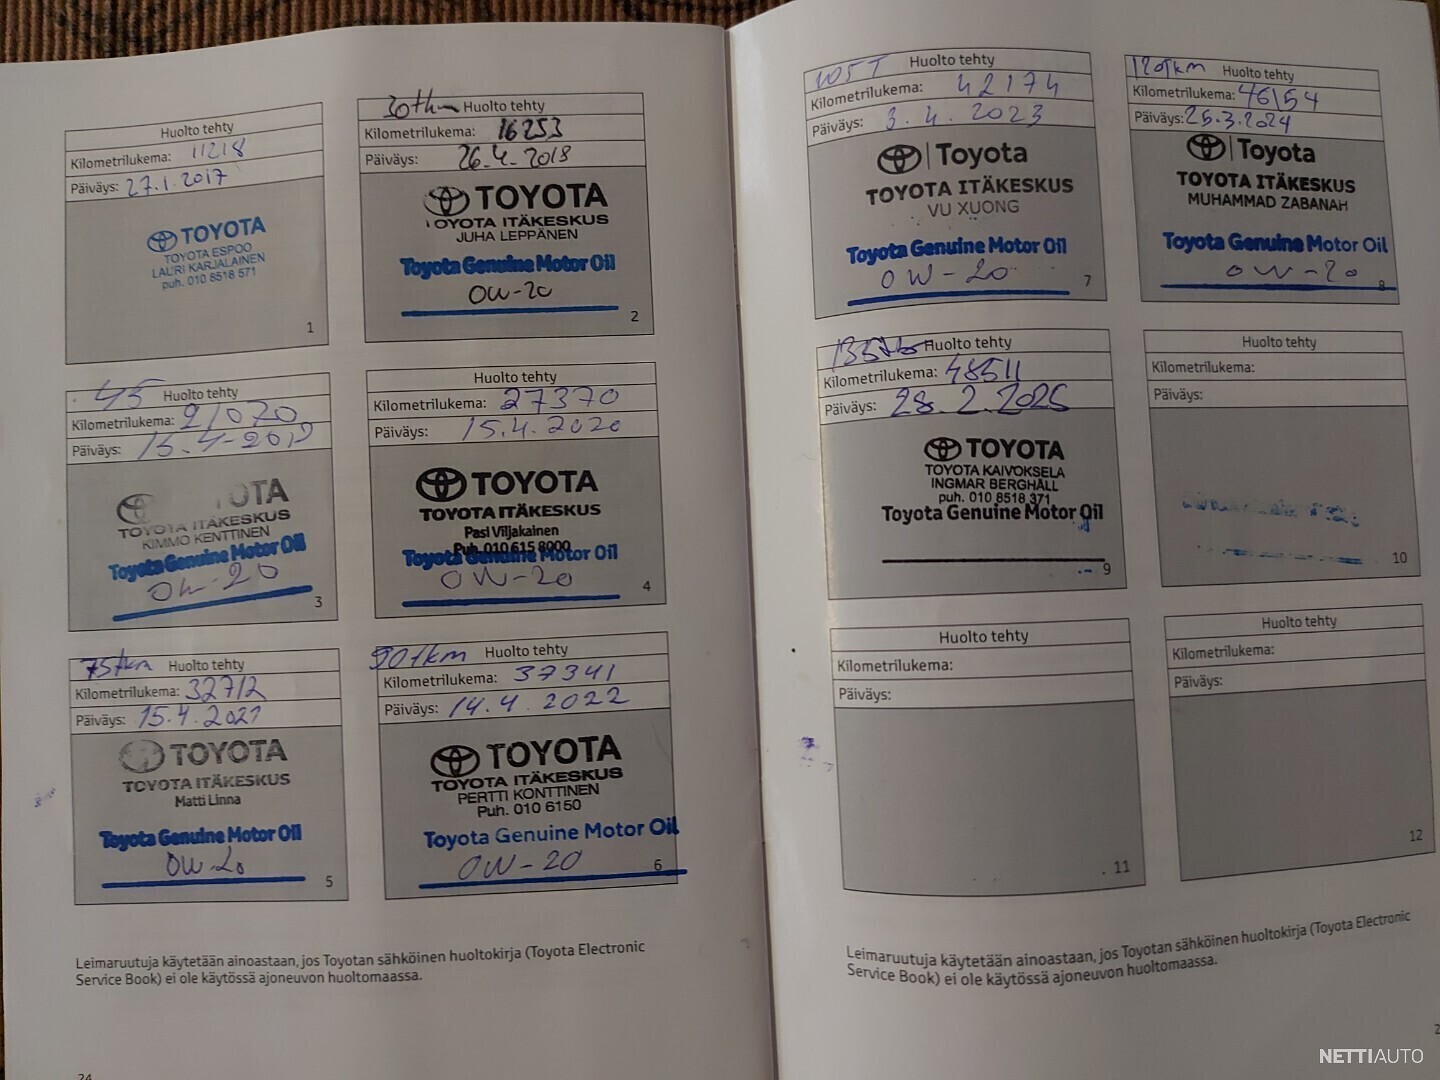 Huolto tehty
Kilometrilukema: 11218
Päiväys: 27.1.2017
TOYOTA
TOYOTA ESPOO
LAURI KARJALAINEN
puh. 010 8518 571
1
30tkm Huolto tehty
Kilometrilukema: 16253
Päiväys: 26.4.2018
TOYOTA
TOYOTA ITÄKESKUS
JUHA LEPPÄNEN
Toyota Genuine Motor Oil
0W-20
2
45 Huolto tehty
Kilometrilukema: 21070
Päiväys: 15.4.2019
TOYOTA
TOYOTA ITÄKESKUS
KIMMO KENTTINEN
Toyota Genuine Motor Oil
0W-20
3
Huolto tehty
Kilometrilukema: 27370
Päiväys: 15.4.2020
TOYOTA
TOYOTA ITÄKESKUS
Pasi Viljakainen
Puh. 010 615 8000
Toyota Genuine Motor Oil
0W-20
4
75tkm Huolto tehty
Kilometrilukema: 32712
Päiväys: 15.4.2021
TOYOTA
TOYOTA ITÄKESKUS
Matti Linna
Toyota Genuine Motor Oil
0W-20
5
90tkm Huolto tehty
Kilometrilukema: 37341
Päiväys: 14.4.2022
TOYOTA
TOYOTA ITÄKESKUS
PERTTI KONTTINEN
Puh. 010 6150
Toyota Genuine Motor Oil
0W-20
6
Leimaruutuja käytetään ainoastaan, jos Toyotan sähköinen huoltokirja (Toyota Electronic
Service Book) ei ole käytössä ajoneuvon huoltomaassa.
24
105T Huolto tehty
Kilometrilukema: 42174
Päiväys: 3.4.2023
Toyota
TOYOTA ITÄKESKUS
VU XUONG
Toyota Genuine Motor Oil
0W-20
7
120tkm Huolto tehty
Kilometrilukema: 46154
Päiväys: 25.3.2024
Toyota
TOYOTA ITÄKESKUS
MUHAMMAD ZABANAH
Toyota Genuine Motor Oil
0W-20
8
Huolto tehty
Kilometrilukema: 48511
Päiväys: 28.2.2025
TOYOTA
TOYOTA KAIVOKSELA
INGMAR BERGHÄLL
puh. 010 8518 371
Toyota Genuine Motor Oil
9
Huolto tehty
Kilometrilukema:
Päiväys:
10
Huolto tehty
Kilometrilukema:
Päiväys:
11
Huolto tehty
Kilometrilukema:
Päiväys:
12
Leimaruutuja käytetään ainoastaan, jos Toyotan sähköinen huoltokirja (Toyota Electronic
Service Book) ei ole käytössä ajoneuvon huoltomaassa.
NETTIAUTO